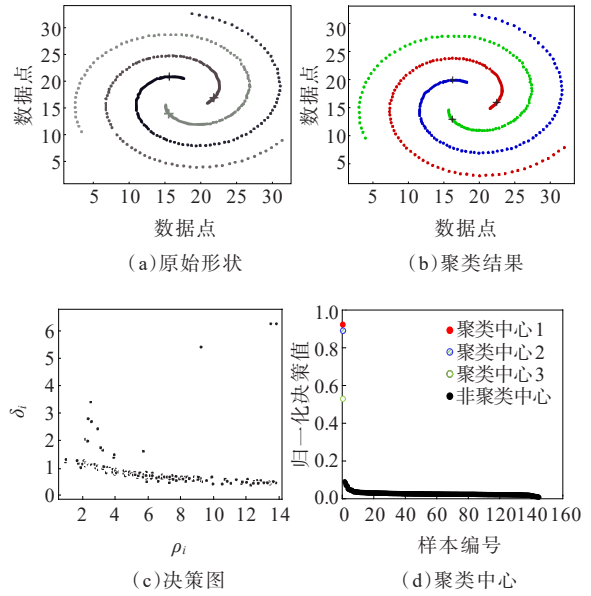 35
30
25
20
15
10
5
数据点
5 10 15 20 25 30
数据点
(a)原始形状
35
30
25
20
15
10
5
数据点
5 10 15 20 25 30
数据点
(b)聚类结果
6
5
4
3
2
1
0
δi
2 4 6 8 10 12 14
ρi
(c)决策图
1.0
0.8
0.6
0.4
0.2
0.0
归一化决策值
聚类中心1
聚类中心2
聚类中心3
非聚类中心
0 20 40 60 80 100 120 140 160
样本编号
(d)聚类中心